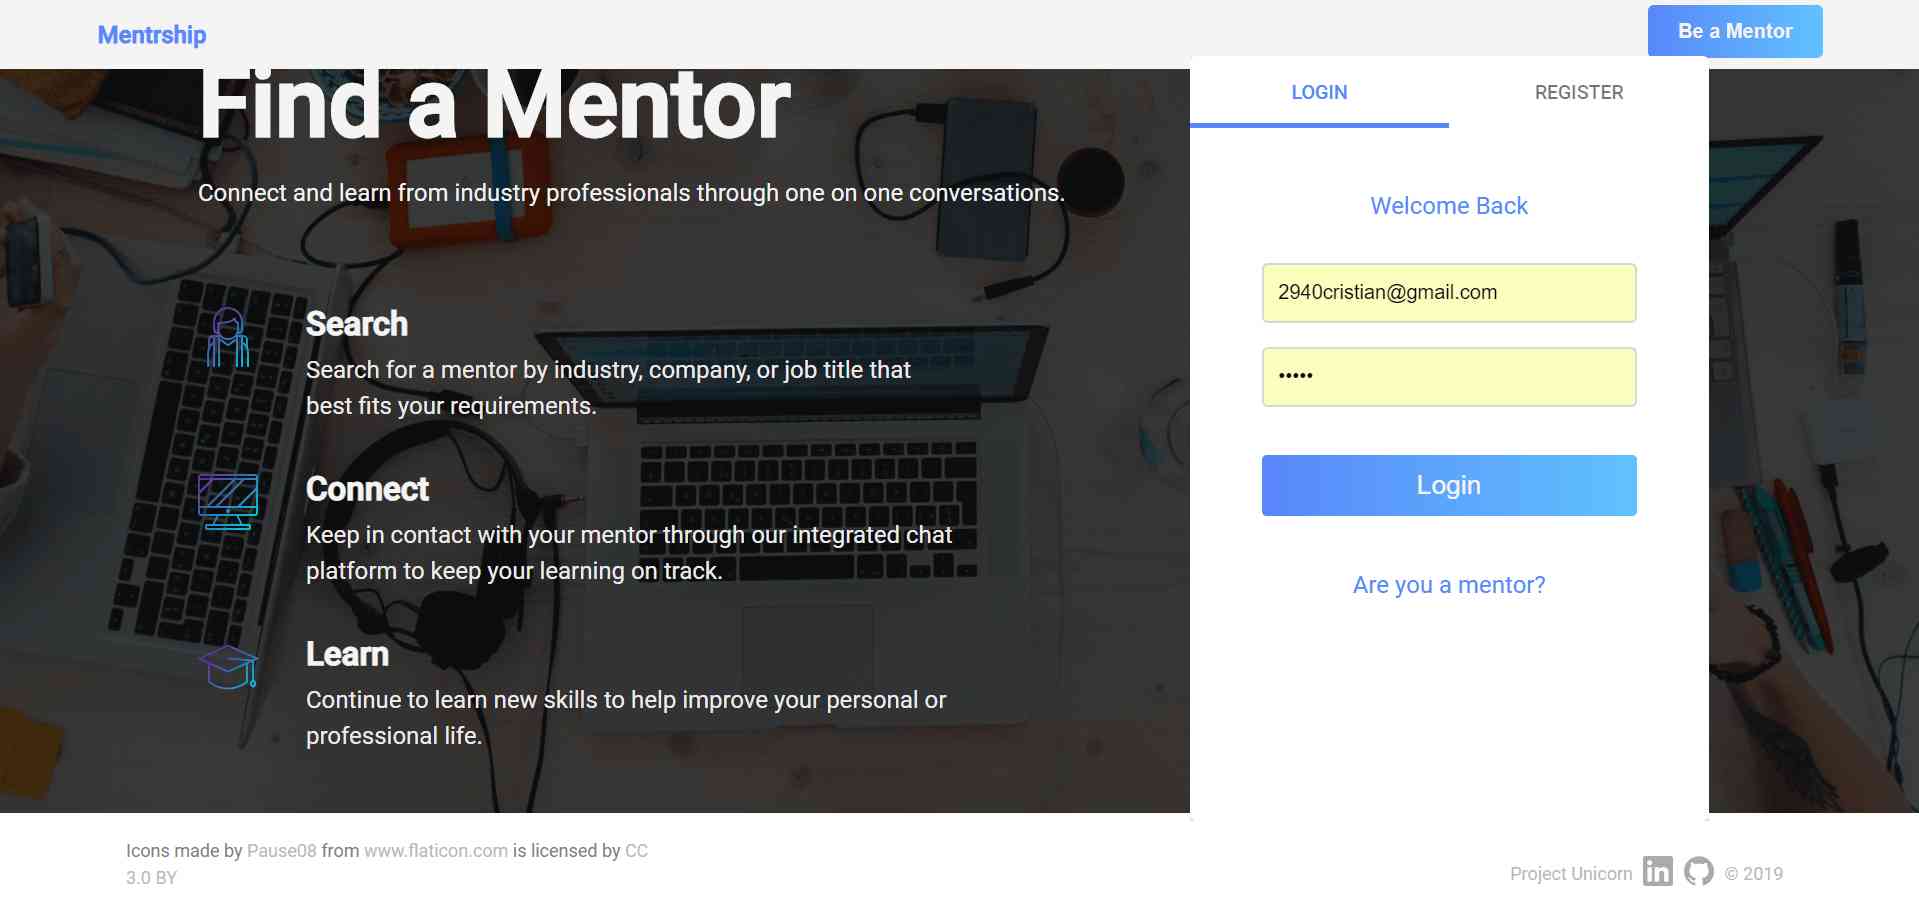 Mentrship
Be a Mentor
Find a Mentor
Connect and learn from industry professionals through one on one conversations.
Search
Search for a mentor by industry, company, or job title that
best fits your requirements.
Connect
Keep in contact with your mentor through our integrated chat
platform to keep your learning on track.
Learn
Continue to learn new skills to help improve your personal or
professional life.
LOGIN REGISTER
Welcome Back
2940cristian@gmail.com
•••••
Login
Are you a mentor?
Icons made by Pause08 from www.flaticon.com is licensed by CC
3.0 BY
Project Unicorn in © 2019